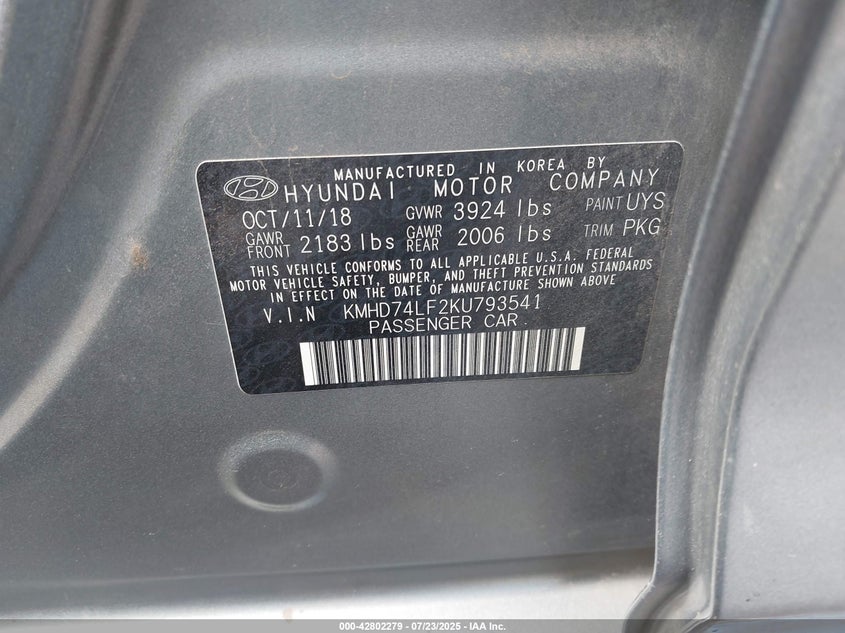 MANUFACTURED IN KOREA BY
HYUNDAI MOTOR COMPANY
OCT/11/18 GVWR 3924 lbs PAINT UYS
GAWR FRONT 2183 lbs GAWR REAR 2006 lbs TRIM PKG
THIS VEHICLE CONFORMS TO ALL APPLICABLE U.S.A. FEDERAL
MOTOR VEHICLE SAFETY, BUMPER, AND THEFT PREVENTION STANDARDS
IN EFFECT ON THE DATE OF MANUFACTURE SHOWN ABOVE
V.I.N KMHD74LF2KU793541
PASSENGER CAR
000-42802279 - 07/23/2025 - IAA Inc.